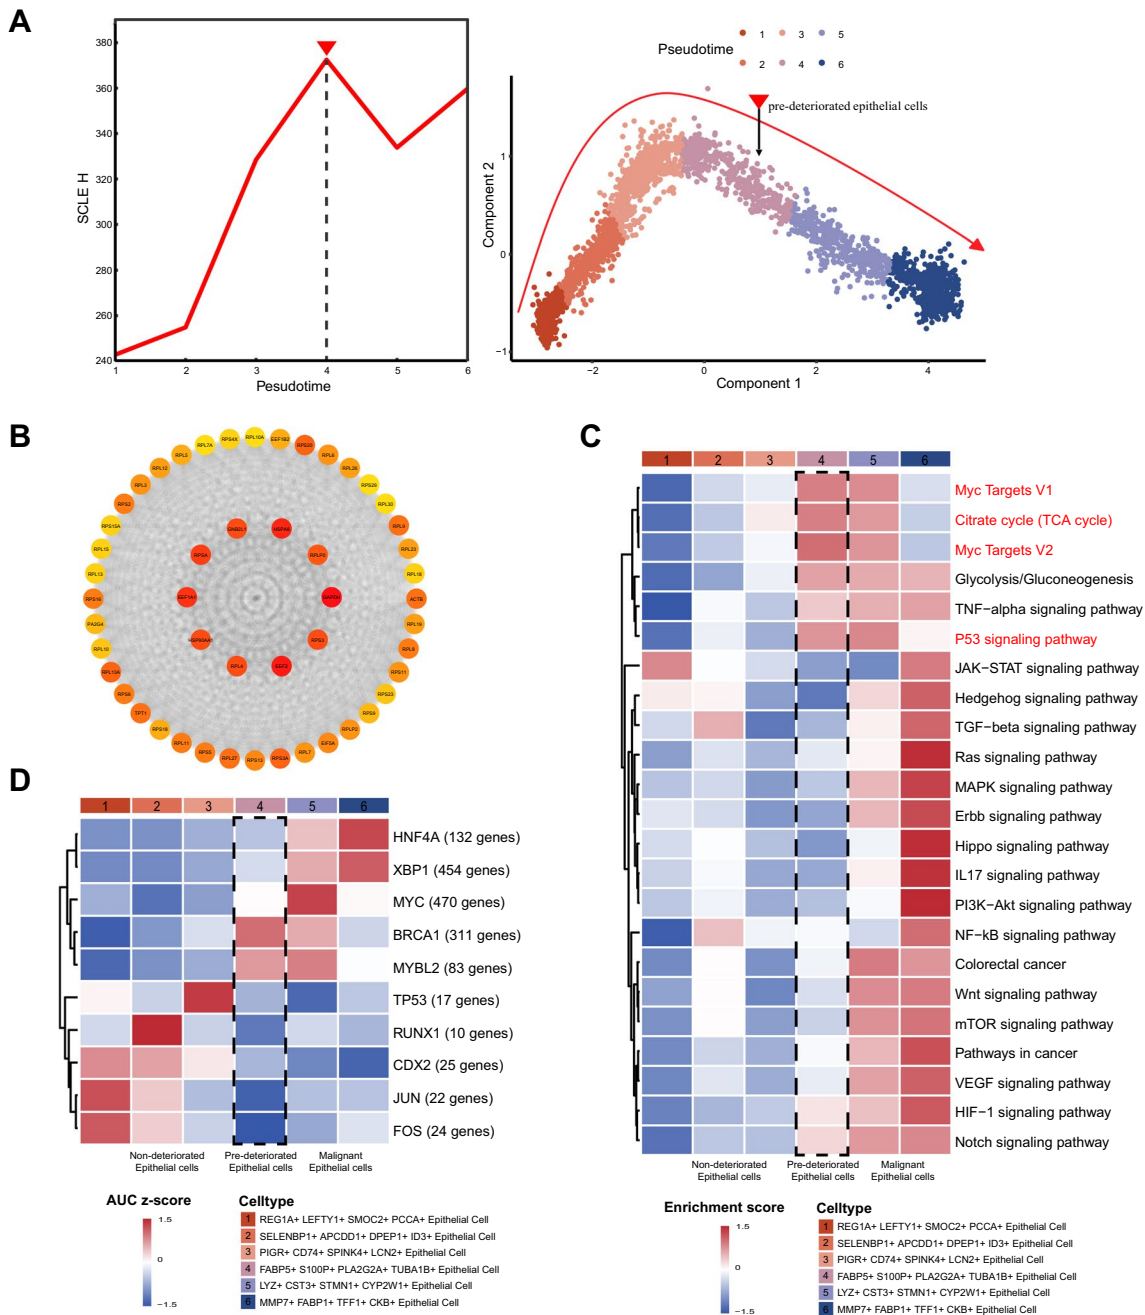 A
380
360
340
320
300
280
260
240
1
2
3
4
5
6
SCLE H
Pesudotime
Pseudotime
1
3
5
2
4
6
pre-deteriorated epithelial cells
Component 2
1
0
−1
−2
0
2
4
Component 1
B
RPL10A
EEF1B2
RPS4X
RPL7A
RPL5
RPL12
RPL3
RPS2
RPS15A
RPL15
RPL13
RPS16
PA2G4
RPL10
RPL13A
RPS6
TPT1
RPS18
RPL11
RPS5
RPL27
RPS13
RPS3A
RPL7
EIF5A
RPLP2
RPS9
RPS23
RPS11
RPL19
ACTB
RPL18
RPL23
RPL9
RPL30
RPS29
RPSA
RPLP0
EEF1A1
GAPDH
HSP90AA1
RPS3
RPL4
EEF2
C
1
2
3
4
5
6
Myc Targets V1
Citrate cycle (TCA cycle)
Myc Targets V2
Glycolysis/Gluconeogenesis
TNF−alpha signaling pathway
P53 signaling pathway
JAK−STAT signaling pathway
Hedgehog signaling pathway
TGF−beta signaling pathway
Ras signaling pathway
MAPK signaling pathway
Erbb signaling pathway
Hippo signaling pathway
IL17 signaling pathway
PI3K−Akt signaling pathway
NF−kB signaling pathway
Colorectal cancer
Wnt signaling pathway
mTOR signaling pathway
Pathways in cancer
VEGF signaling pathway
HIF−1 signaling pathway
Notch signaling pathway
Non-deteriorated
Epithelial cells
Pre-deteriorated
Epithelial cells
Malignant
Epithelial cells
Enrichment score
1.5
0
−1.5
Celltype
1 REG1A+ LEFTY1+ SMOC2+ PCCA+ Epithelial Cell
2 SELENBP1+ APCDD1+ DPEP1+ ID3+ Epithelial Cell
3 PIGR+ CD74+ SPINK4+ LCN2+ Epithelial Cell
4 FABP5+ S100P+ PLA2G2A+ TUBA1B+ Epithelial Cell
5 LYZ+ CST3+ STMN1+ CYP2W1+ Epithelial Cell
6 MMP7+ FABP1+ TFF1+ CKB+ Epithelial Cell
D
1
2
3
4
5
6
HNF4A (132 genes)
XBP1 (454 genes)
MYC (470 genes)
BRCA1 (311 genes)
MYBL2 (83 genes)
TP53 (17 genes)
RUNX1 (10 genes)
CDX2 (25 genes)
JUN (22 genes)
FOS (24 genes)
Non-deteriorated
Epithelial cells
Pre-deteriorated
Epithelial cells
Malignant
Epithelial cells
AUC z-score
1.5
0
−1.5
Celltype
1 REG1A+ LEFTY1+ SMOC2+ PCCA+ Epithelial Cell
2 SELENBP1+ APCDD1+ DPEP1+ ID3+ Epithelial Cell
3 PIGR+ CD74+ SPINK4+ LCN2+ Epithelial Cell
4 FABP5+ S100P+ PLA2G2A+ TUBA1B+ Epithelial Cell
5 LYZ+ CST3+ STMN1+ CYP2W1+ Epithelial Cell
6 MMP7+ FABP1+ TFF1+ CKB+ Epithelial Cell